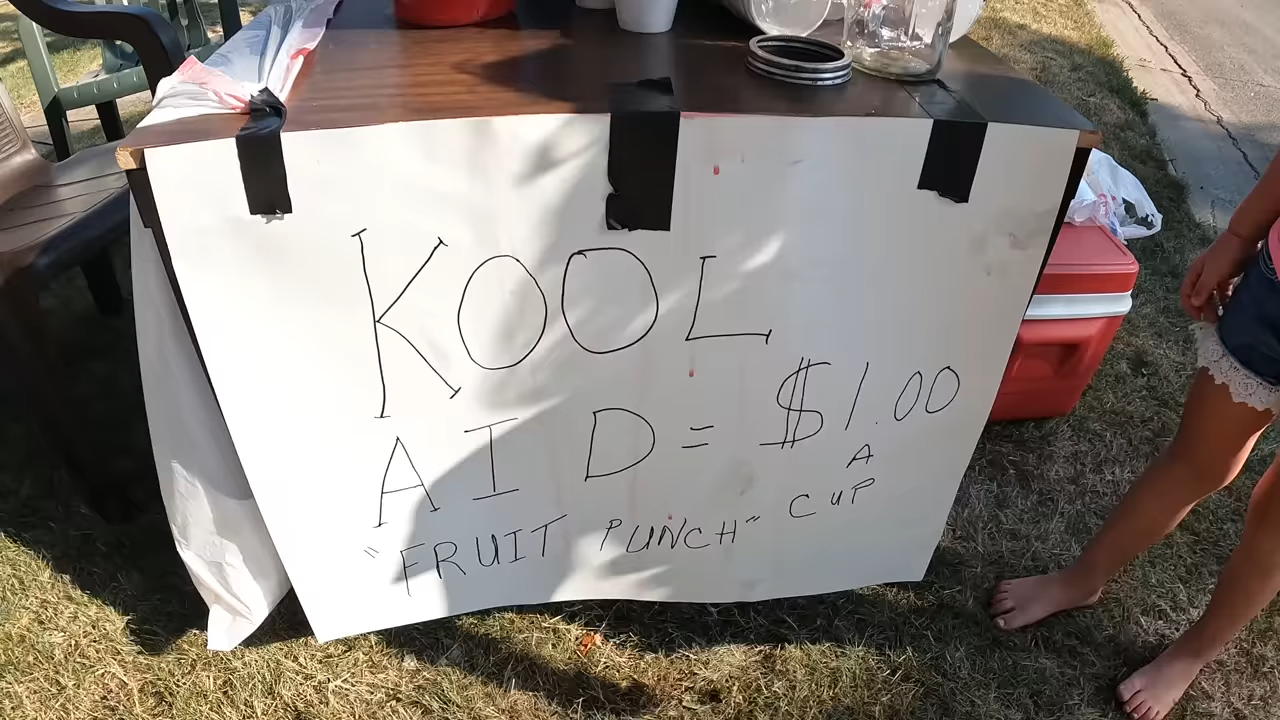 KOOL
AID = $1.00
A
"FRUIT PUNCH" CUP